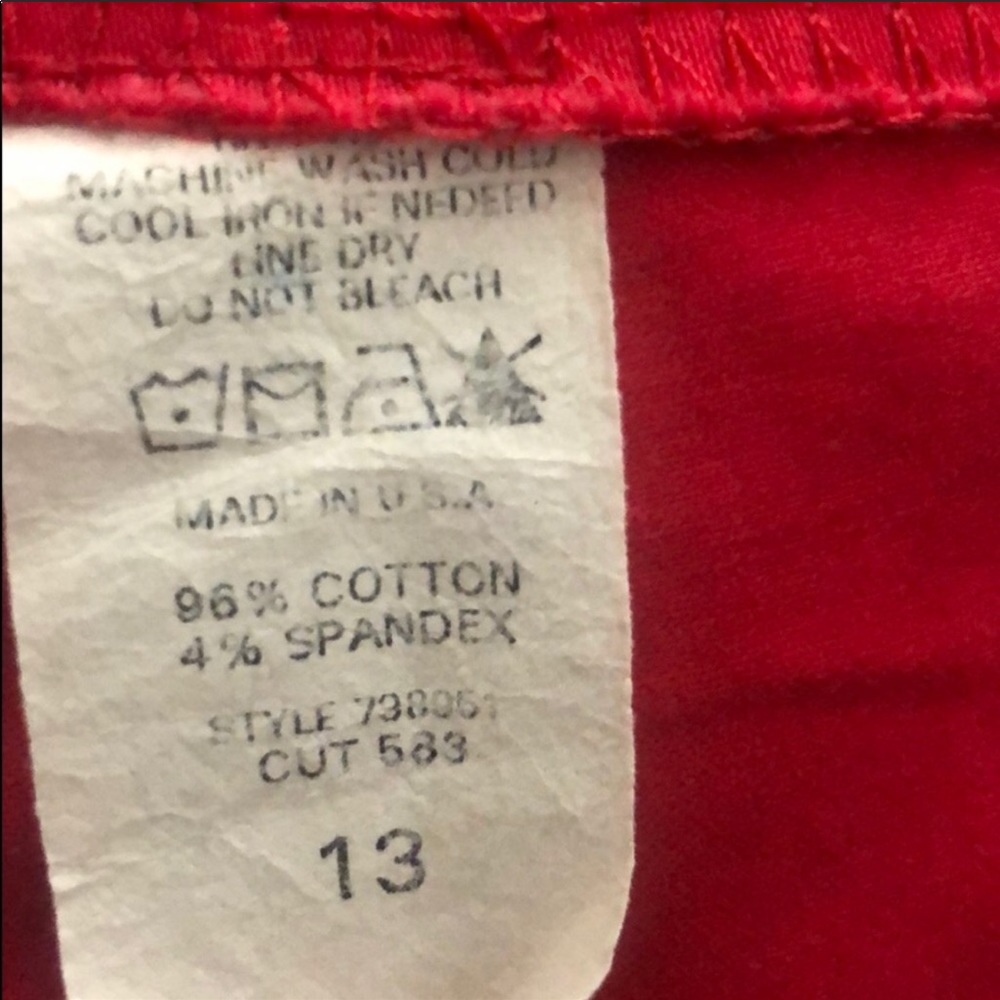 MACHINE WASH COLD
COOL IRON IF NEDEED
LINE DRY
DO NOT BLEACH
MADE IN U.S.A
96% COTTON
4% SPANDEX
STYLE
CUT 583
13